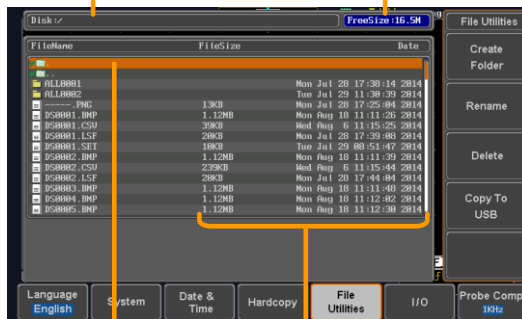 Disk:/
FreeSize:16.5M
File Utilities
FileName FileSize Date
.
..
ALL0001 Mon Jul 28 17:38:14 2014
ALL0002 Tue Jul 29 11:30:39 2014
-----.PNG 13KB Mon Jul 28 17:25:04 2014
DS0001.BMP 1.12MB Mon Aug 18 11:11:26 2014
DS0001.CSV 39KB Wed Aug 6 11:15:25 2014
DS0001.LSF 20KB Mon Jul 28 17:39:08 2014
DS0001.SET 10KB Tue Jul 29 08:51:47 2014
DS0002.BMP 1.12MB Mon Aug 18 11:11:39 2014
DS0002.CSV 239KB Wed Aug 6 11:15:44 2014
DS0002.LSF 20KB Mon Jul 28 17:44:04 2014
DS0003.BMP 1.12MB Mon Aug 18 11:11:48 2014
DS0004.BMP 1.12MB Mon Aug 18 11:12:02 2014
DS0005.BMP 1.12MB Mon Aug 18 11:12:30 2014
Create
Folder
Rename
Delete
Copy To
USB
Language
English
System
Date &
Time
Hardcopy
File
Utilities
I/O
Probe Comp
1KHz